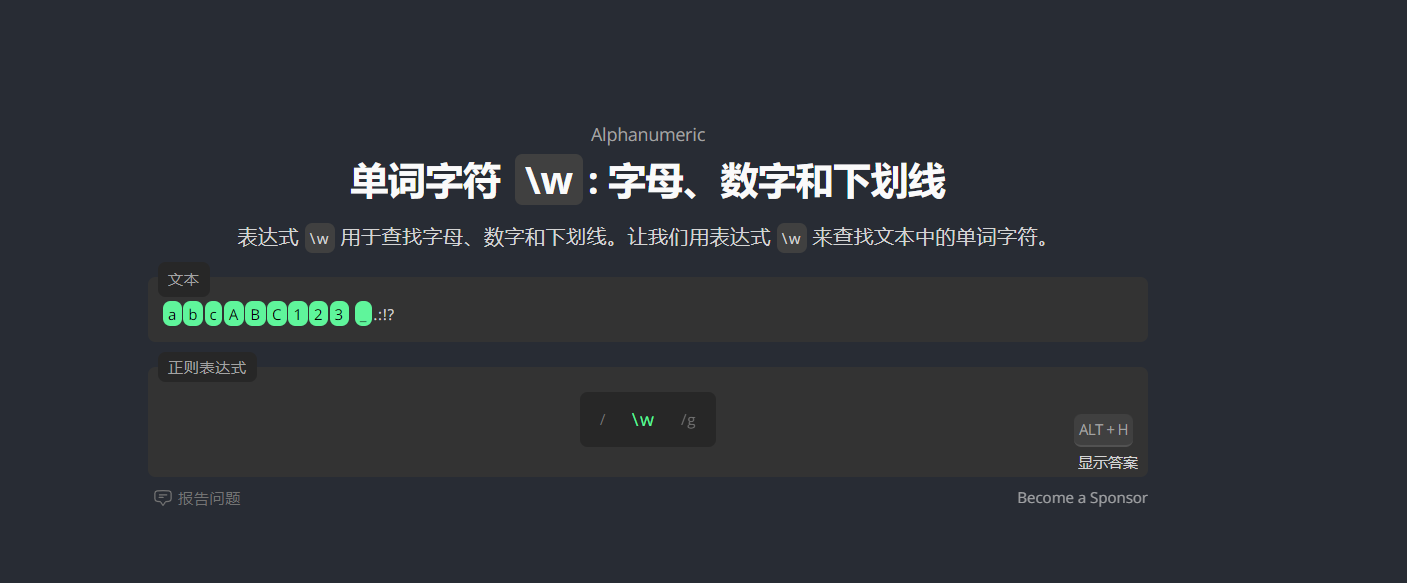 Alphanumeric
单词字符 \w : 字母、数字和下划线
表达式 \w 用于查找字母、数字和下划线。让我们用表达式 \w 来查找文本中的单词字符。
文本
abcABC123 _.:!?
正则表达式
/ \w /g
ALT + H
显示答案
报告问题
Become a Sponsor